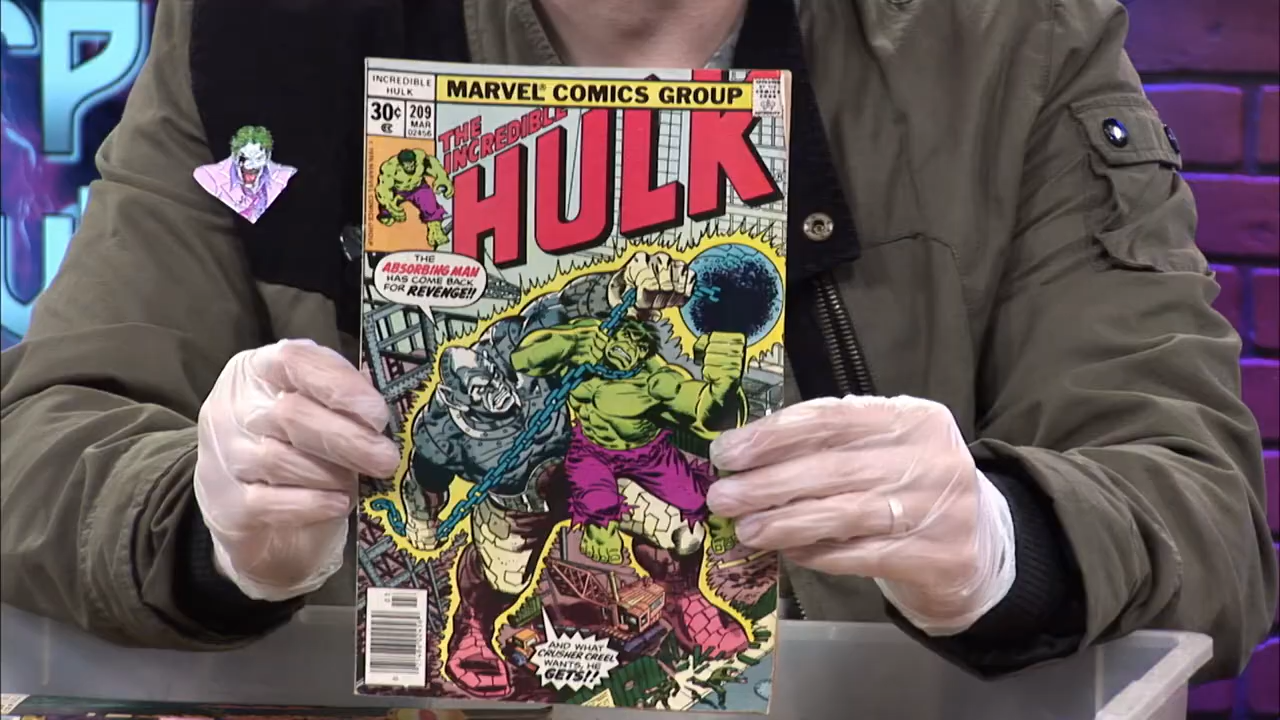 INCREDIBLE
HULK
MARVEL® COMICS GROUP
30¢
209
MAR
02456
THE
INCREDIBLE
HULK
THE
ABSORBING MAN
HAS COME BACK
FOR REVENGE!!
AND WHAT
CRUSHER CREEL
WANTS, HE
GETS!!